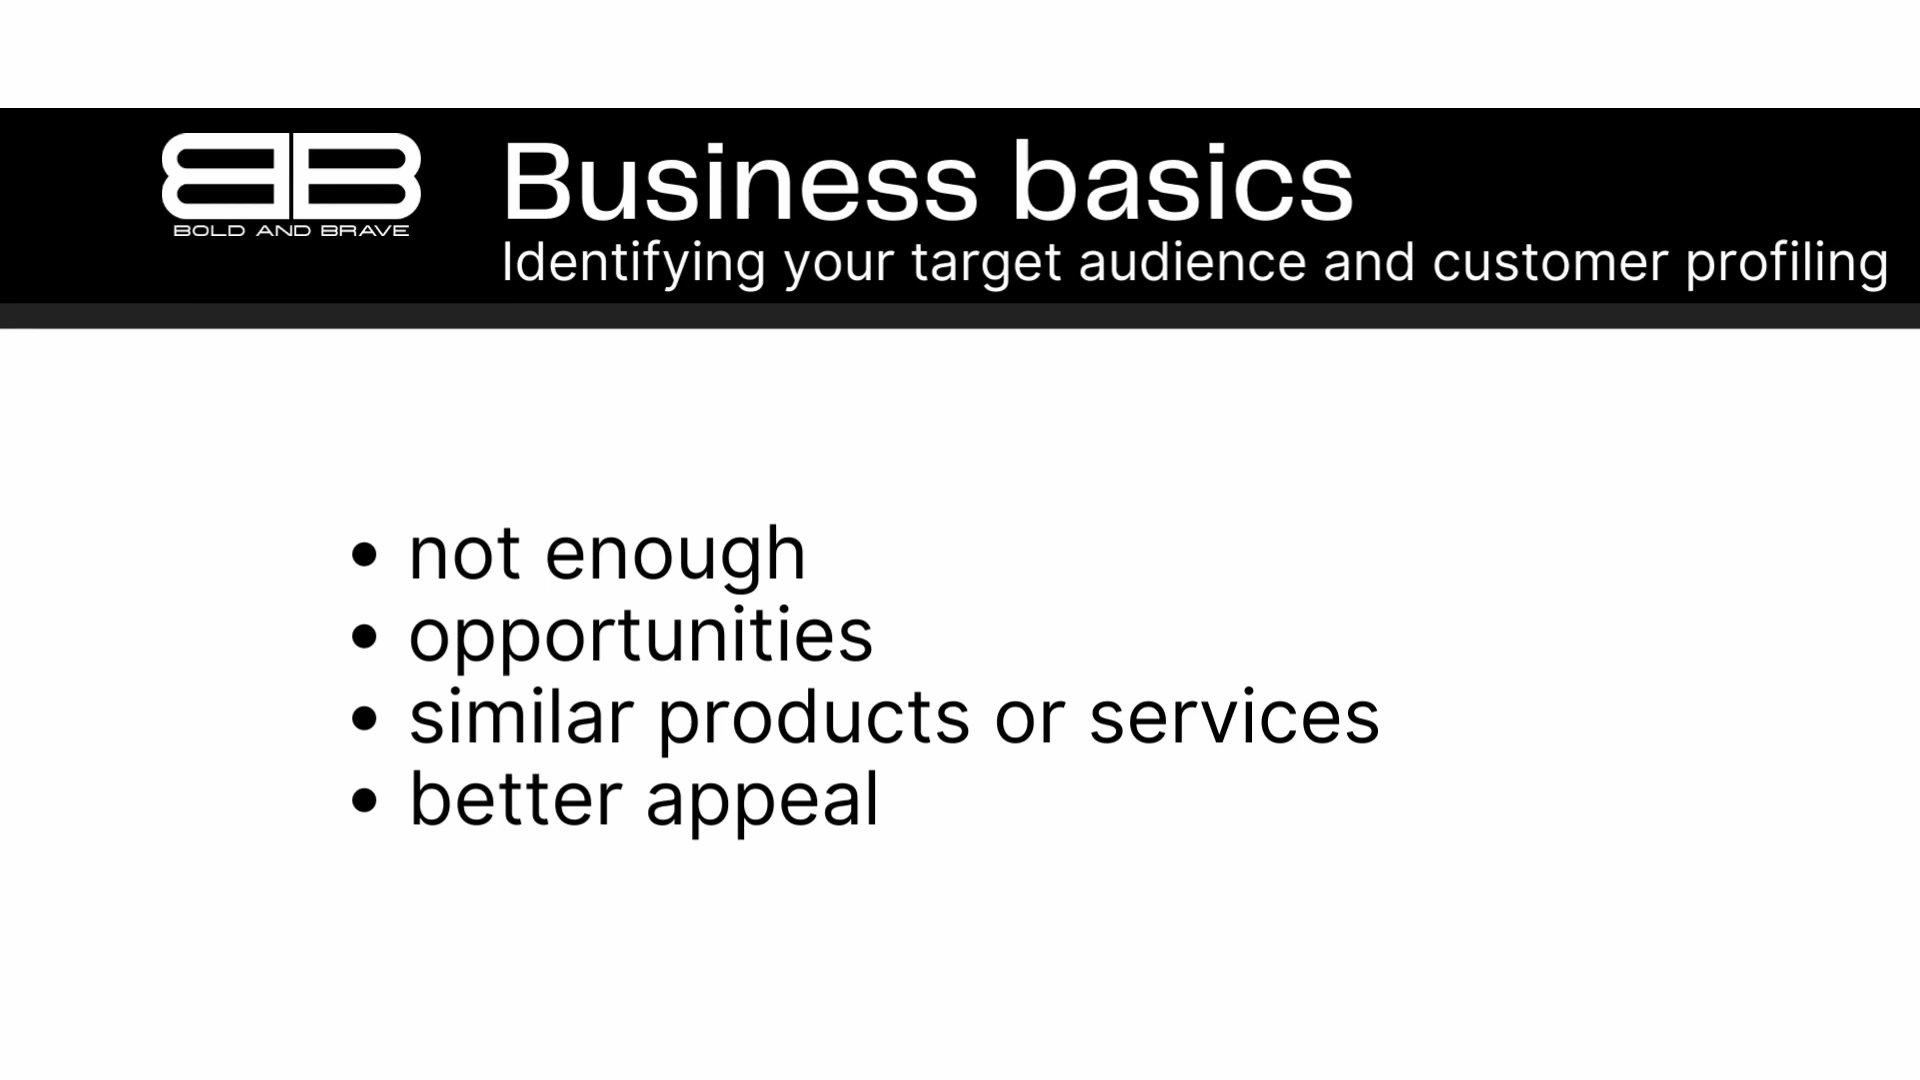 BOLD AND BRAVE
Business basics
Identifying your target audience and customer profiling
• not enough
• opportunities
• similar products or services
• better appeal